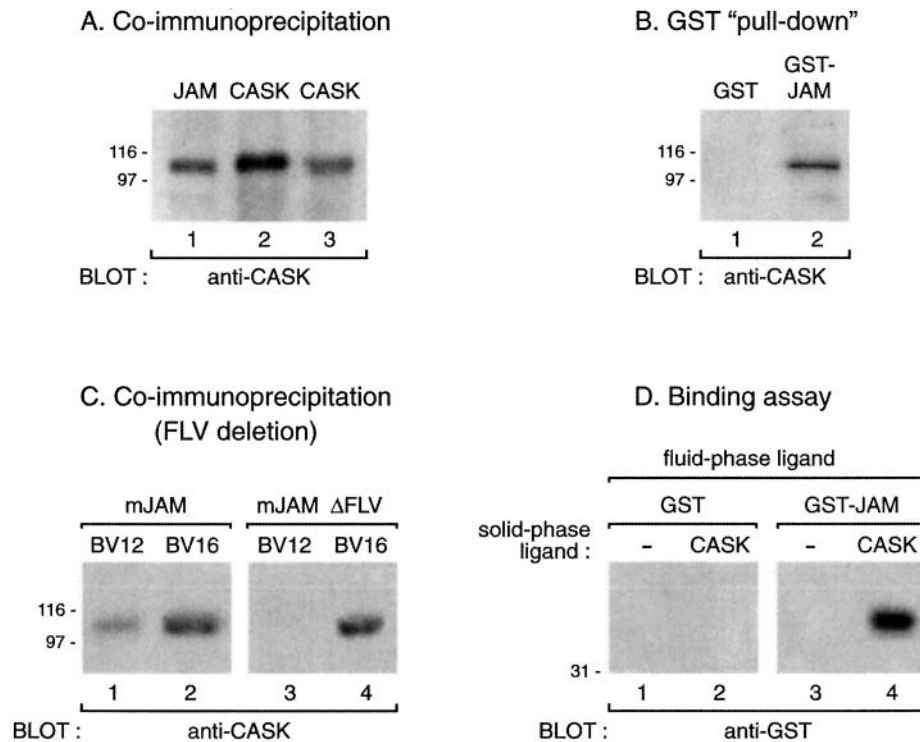 A. Co-immunoprecipitation
JAM CASK CASK
116 -
97 -
1 2 3
BLOT : anti-CASK
B. GST “pull-down”
GST GST-
JAM
116 -
97 -
1 2
BLOT : anti-CASK
C. Co-immunoprecipitation
(FLV deletion)
mJAM mJAM ΔFLV
BV12 BV16 BV12 BV16
116 -
97 -
1 2 3 4
BLOT : anti-CASK
D. Binding assay
fluid-phase ligand
GST GST-JAM
solid-phase
ligand : – CASK – CASK
31 -
1 2 3 4
BLOT : anti-GST